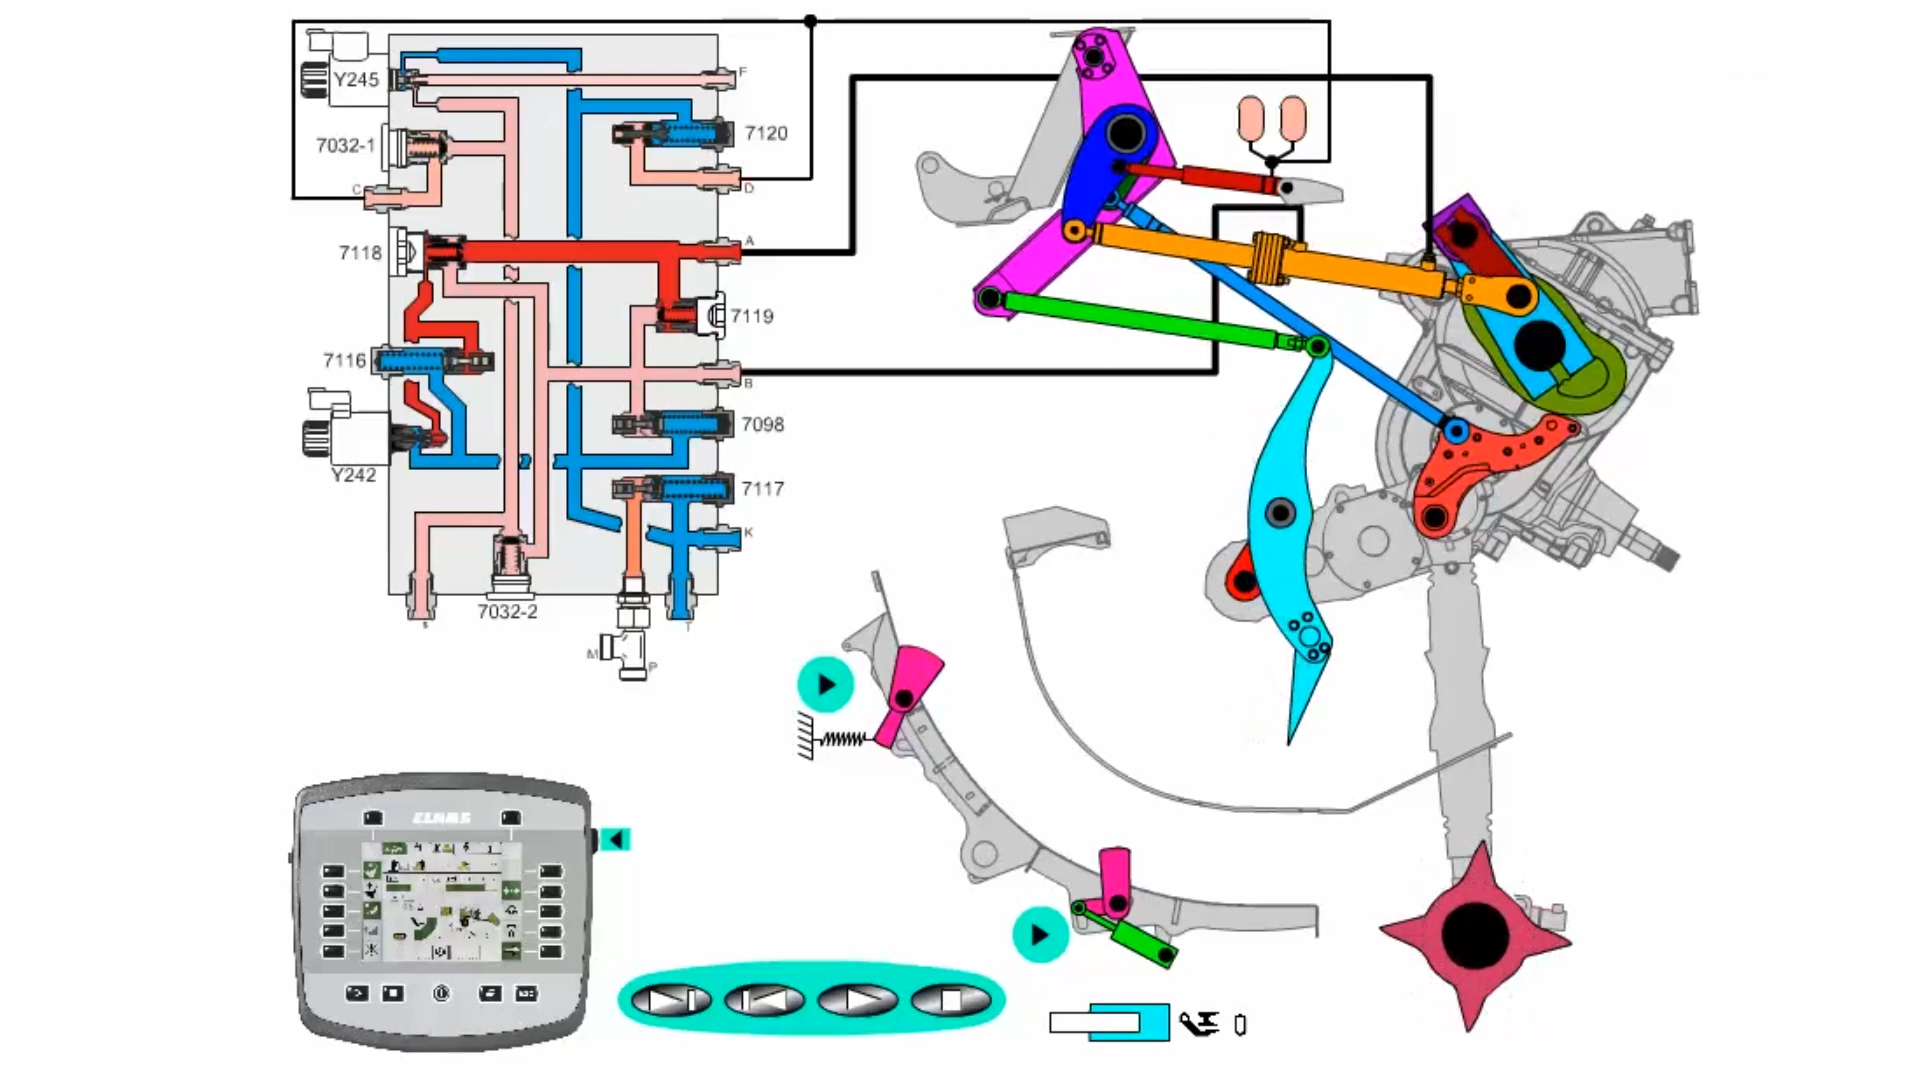 Y245
F
7120
7032-1
C
D
7118
A
7119
7116
B
7098
Y242
7117
K
7032-2
s
T
M
P
CLAAS